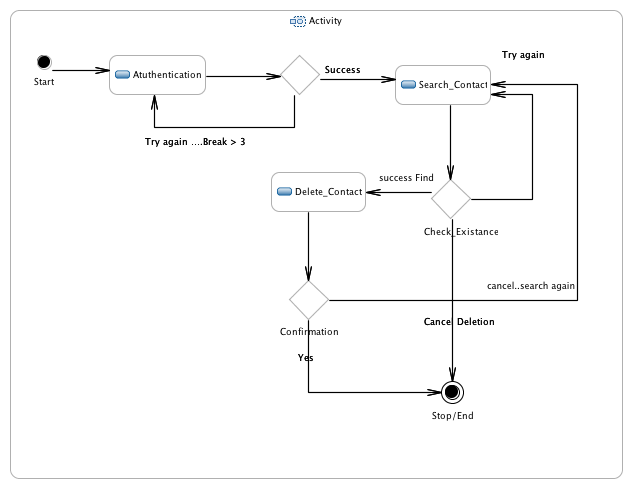 Activity
Start
Atuthentication
Success
Try again
Search_Contact
Try again ....Break > 3
success Find
Delete_Contact
Check_Existance
cancel..search again
Cancel Deletion
Confirmation
Yes
Stop/End